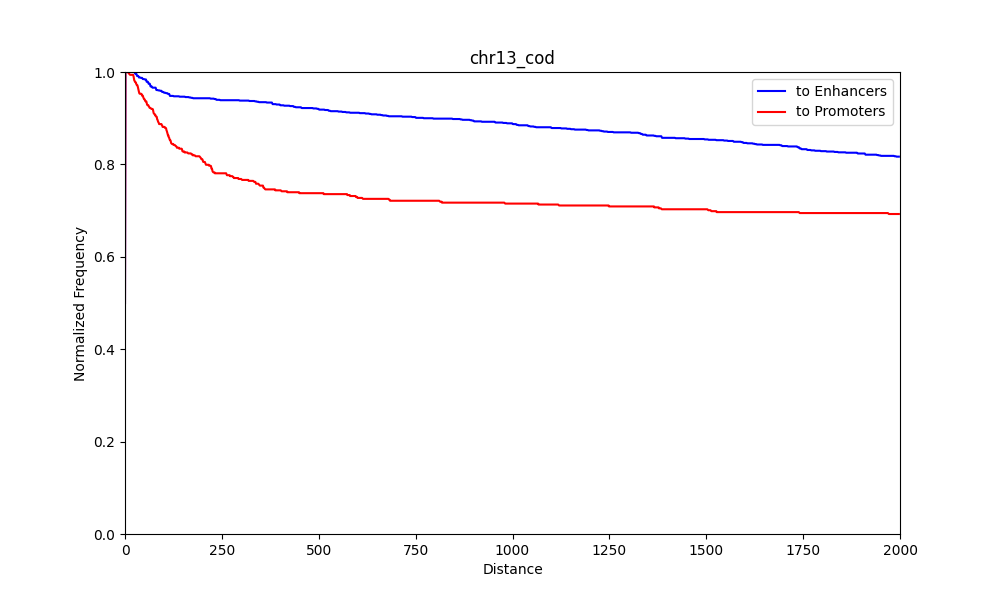 chr13_cod
1.0
0.8
0.6
0.4
0.2
0.0
Normalized Frequency
to Enhancers
to Promoters
0 250 500 750 1000 1250 1500 1750 2000
Distance